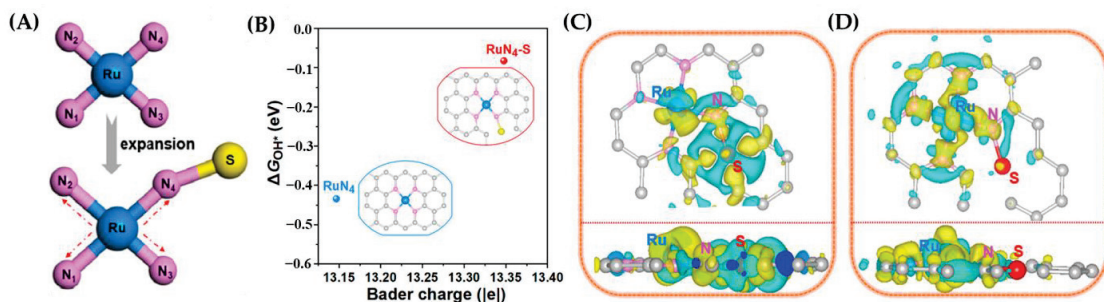 (A)
N₂
N₄
Ru
N₁
N₃
expansion
S
N₂
N₄
Ru
N₁
N₃
(B)
ΔG_OH* (eV)
0.0
−0.1
−0.2
−0.3
−0.4
−0.5
−0.6
RuN₄-S
RuN₄
13.15 13.20 13.25 13.30 13.35 13.40
Bader charge (|e|)
(C)
Ru
N
S
Ru
N
S
(D)
Ru
N
S
Ru
N
S